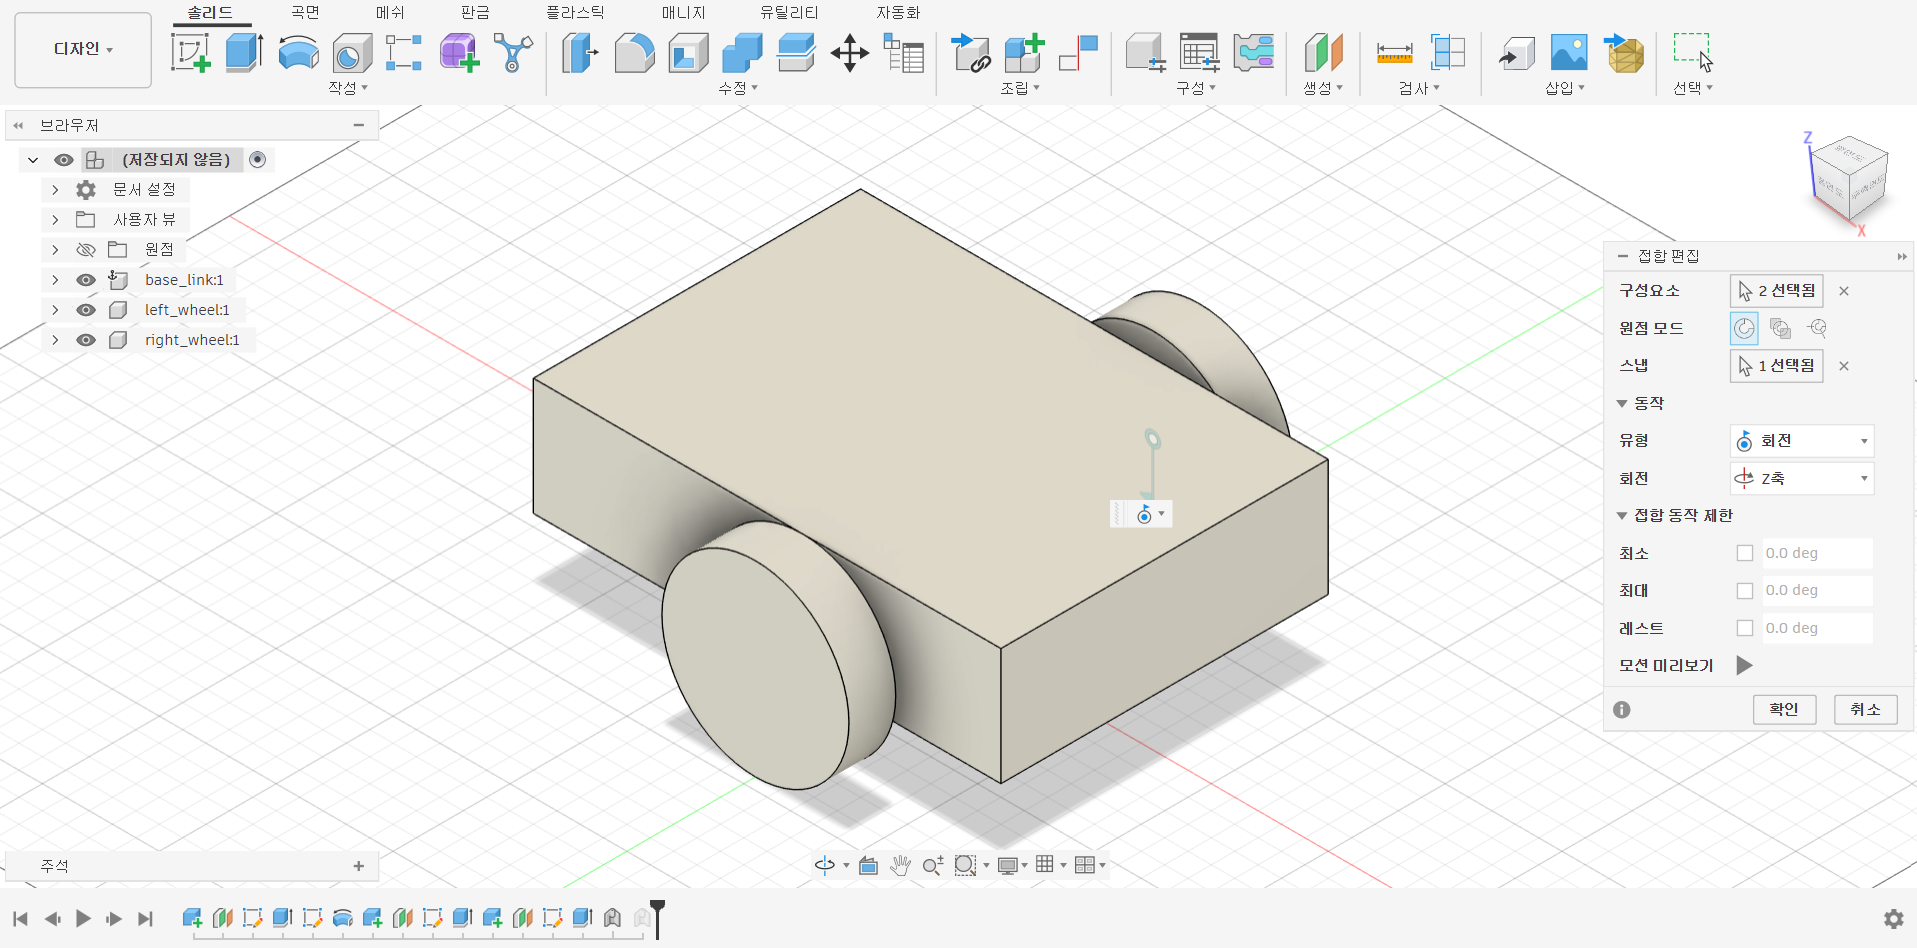 솔리드 곡면 메쉬 판금 플라스틱 매니지 유틸리티 자동화
디자인
작성 수정 조립 구성 생성 검사 삽입 선택
브라우저
(저장되지 않음)
문서 설정
사용자 뷰
원점
base_link:1
left_wheel:1
right_wheel:1
Z
X
접합 편집
구성요소 2 선택됨
원점 모드
스냅 1 선택됨
동작
유형 회전
회전 Z축
접합 동작 제한
최소 0.0 deg
최대 0.0 deg
레스트 0.0 deg
모션 미리보기
확인 취소
주석